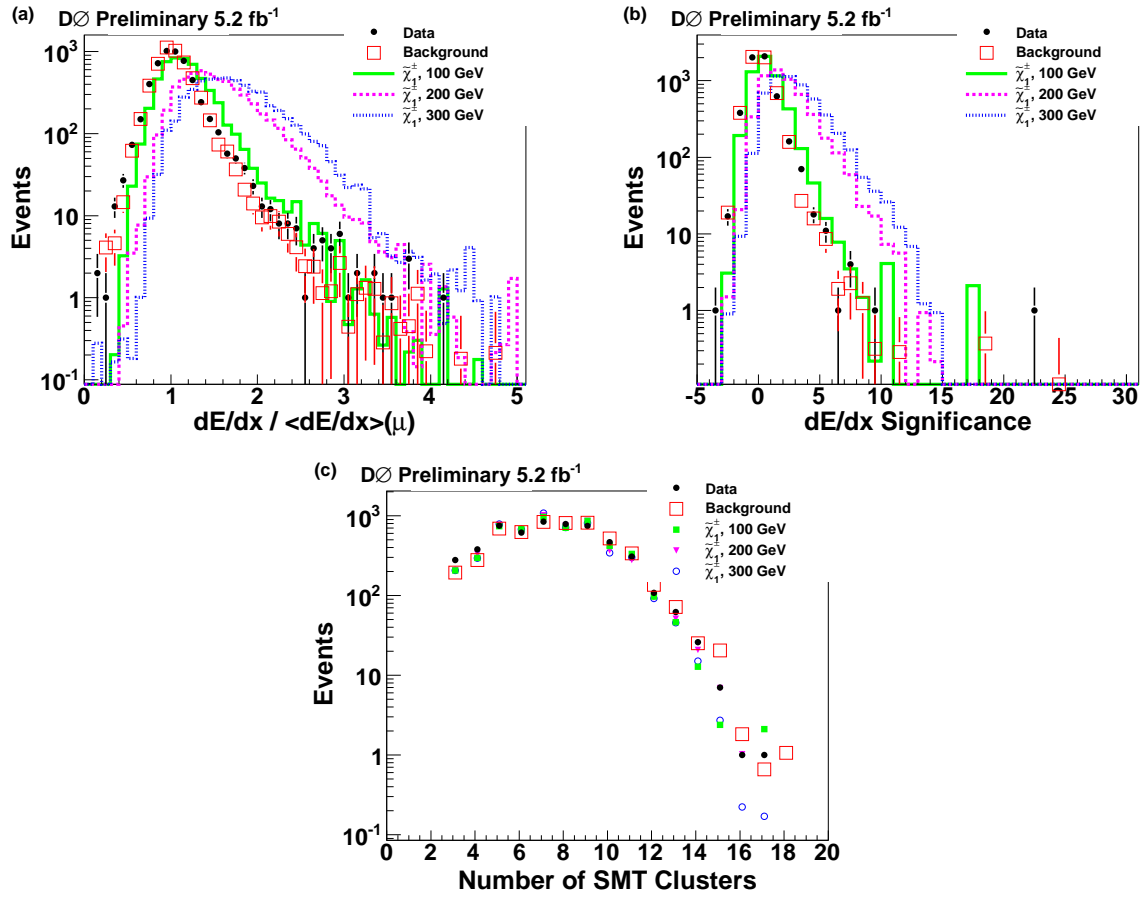 (a)
DØ Preliminary 5.2 fb⁻¹
Data
Background
χ̃₁±, 100 GeV
χ̃₁±, 200 GeV
χ̃₁±, 300 GeV
Events
10³
10²
10
1
10⁻¹
0 1 2 3 4 5
dE/dx / <dE/dx>(μ)
(b)
DØ Preliminary 5.2 fb⁻¹
Data
Background
χ̃₁±, 100 GeV
χ̃₁±, 200 GeV
χ̃₁±, 300 GeV
Events
10³
10²
10
1
10⁻¹
-5 0 5 10 15 20 25 30
dE/dx Significance
(c)
DØ Preliminary 5.2 fb⁻¹
Data
Background
χ̃₁±, 100 GeV
χ̃₁±, 200 GeV
χ̃₁±, 300 GeV
Events
10³
10²
10
1
10⁻¹
0 2 4 6 8 10 12 14 16 18 20
Number of SMT Clusters